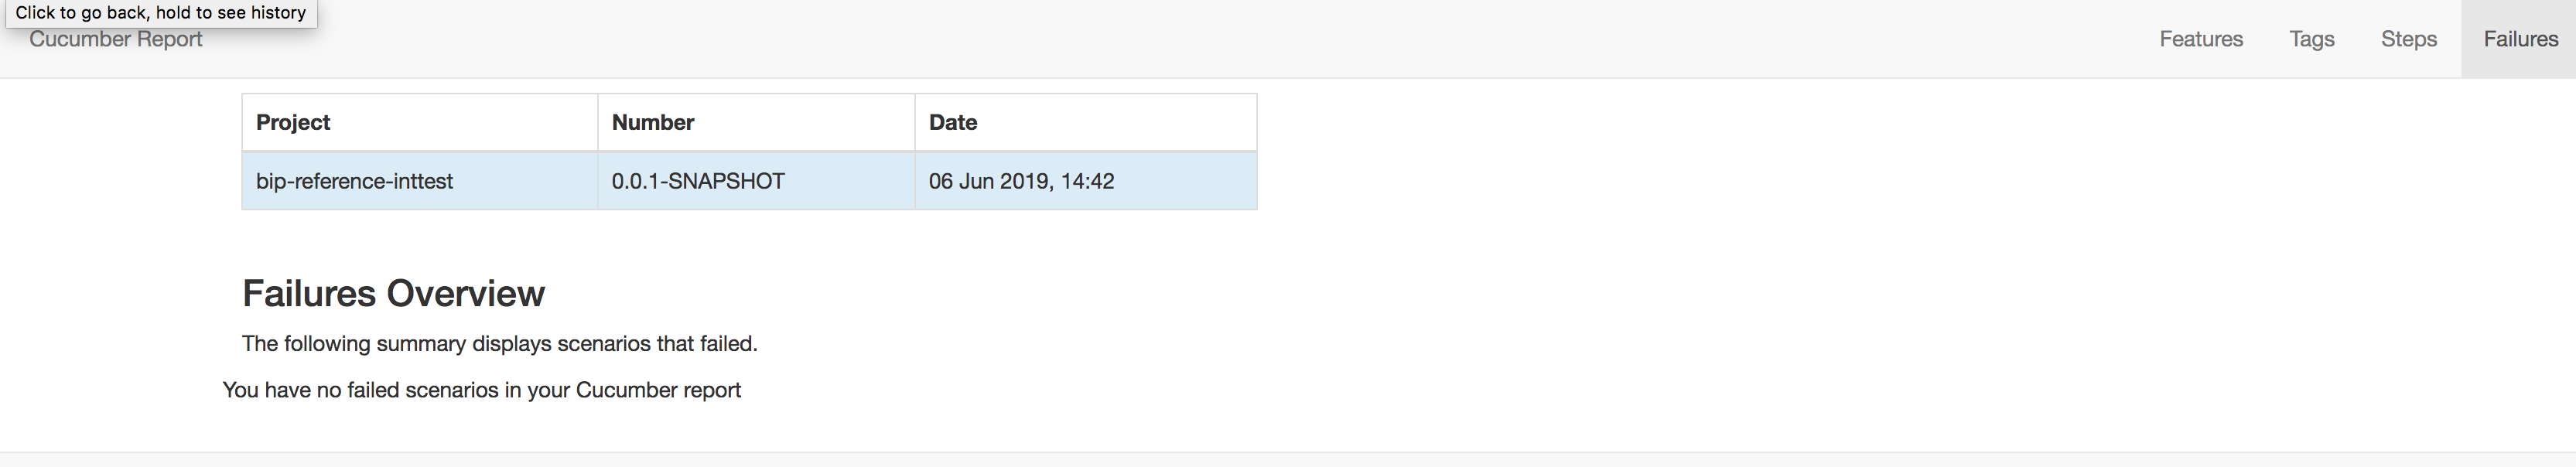 Click to go back, hold to see history
Cucumber Report Features Tags Steps Failures
Project Number Date
bip-reference-inttest 0.0.1-SNAPSHOT 06 Jun 2019, 14:42
Failures Overview
The following summary displays scenarios that failed.
You have no failed scenarios in your Cucumber report